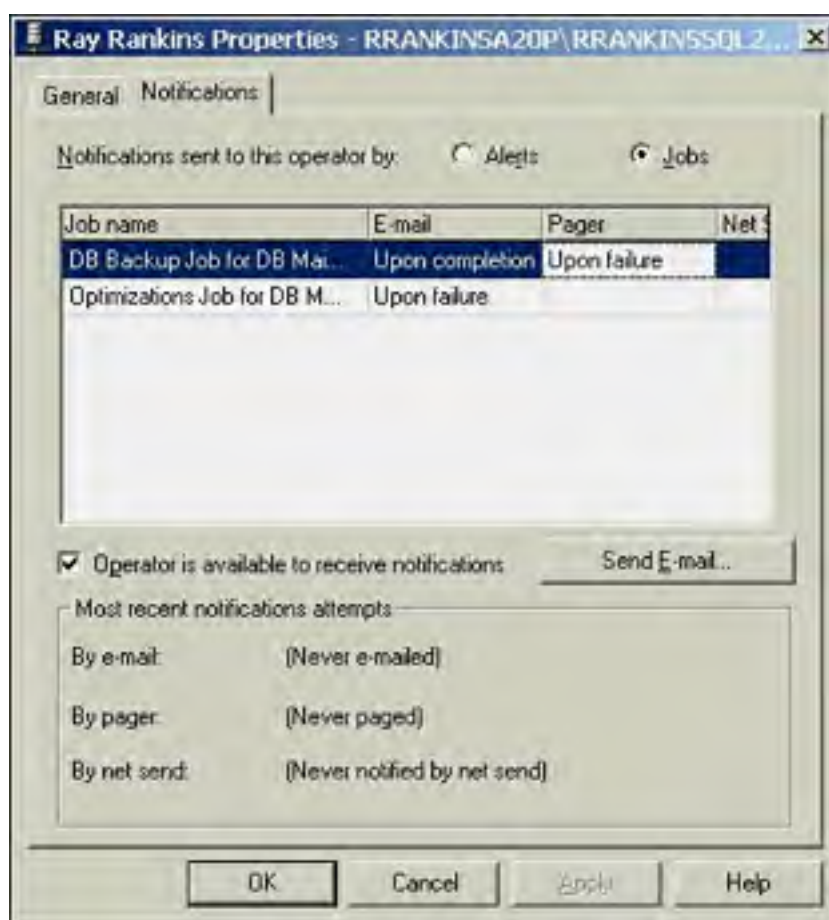 Ray Rankins Properties - RRANKINSA20P\RRANKINSSQL2...
General Notifications
Notifications sent to this operator by: Alerts Jobs
Job name E-mail Pager Net S
DB Backup Job for DB Mai... Upon completion Upon failure
Optimizations Job for DB M... Upon failure
Operator is available to receive notifications Send E-mail...
Most recent notifications attempts
By e-mail: (Never e-mailed)
By pager: (Never paged)
By net send: (Never notified by net send)
OK Cancel Apply Help